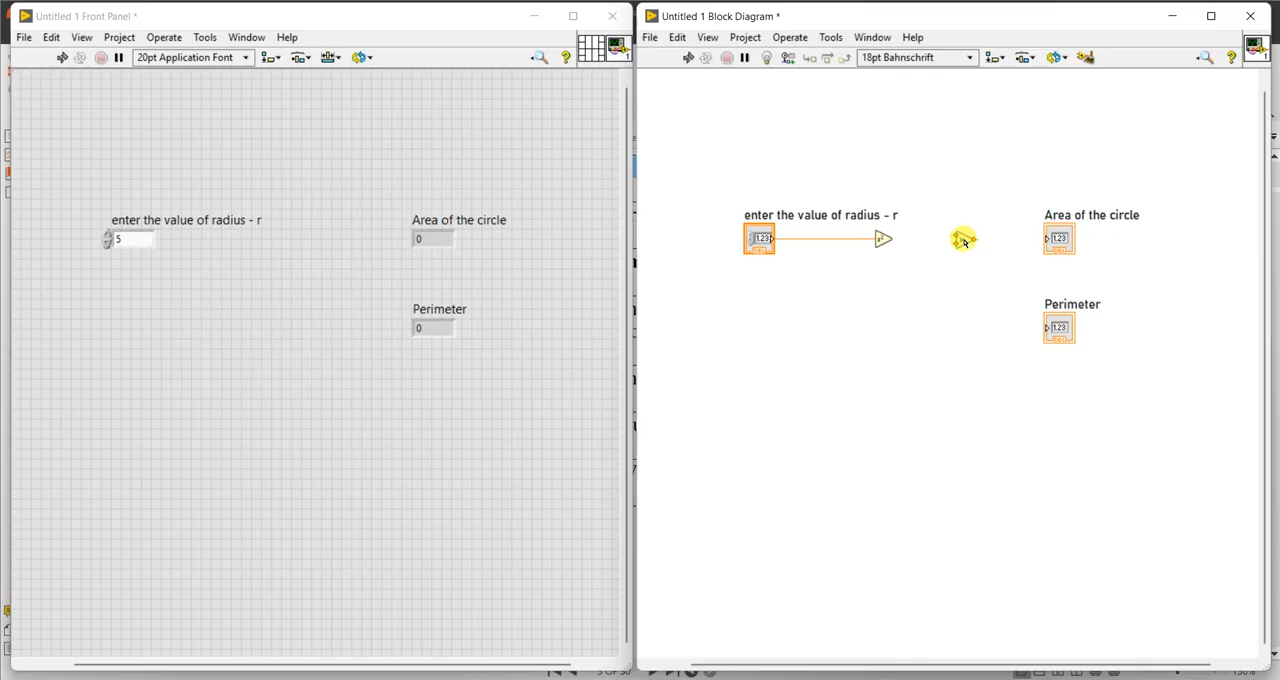 Untitled 1 Front Panel *
File Edit View Project Operate Tools Window Help
20pt Application Font
enter the value of radius - r
5
Area of the circle
0
Perimeter
0
Untitled 1 Block Diagram *
File Edit View Project Operate Tools Window Help
18pt Bahnschrift
enter the value of radius - r
1.23
x²
Area of the circle
1.23
Perimeter
1.23